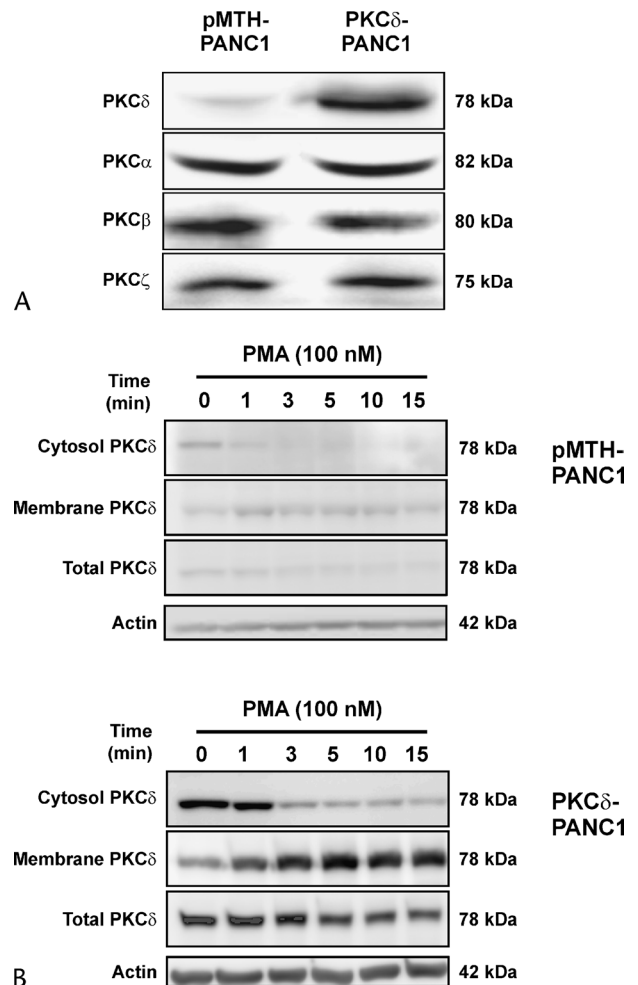 pMTH- PKCδ-
PANC1 PANC1
PKCδ 78 kDa
PKCα 82 kDa
PKCβ 80 kDa
PKCζ 75 kDa
A
PMA (100 nM)
Time
(min) 0 1 3 5 10 15
Cytosol PKCδ 78 kDa
pMTH-
PANC1
Membrane PKCδ 78 kDa
Total PKCδ 78 kDa
Actin 42 kDa
PMA (100 nM)
Time
(min) 0 1 3 5 10 15
Cytosol PKCδ 78 kDa
PKCδ-
PANC1
Membrane PKCδ 78 kDa
Total PKCδ 78 kDa
Actin 42 kDa
B